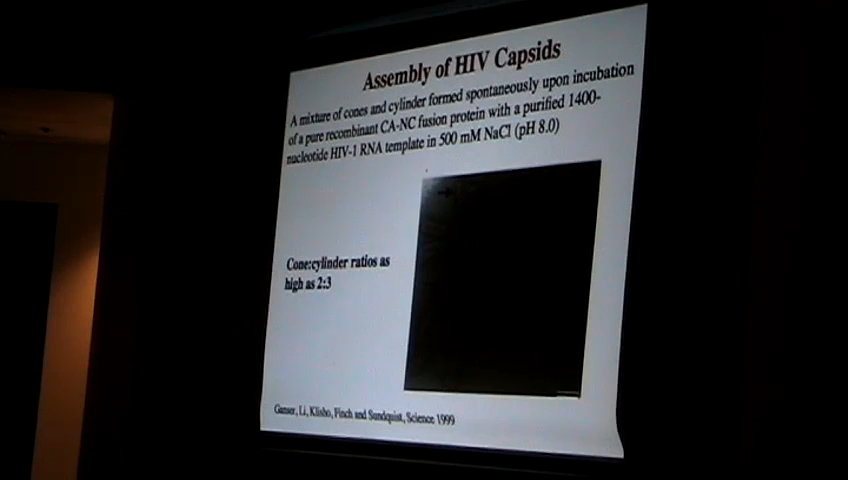 Assembly of HIV Capsids
A mixture of cones and cylinder formed spontaneously upon incubation
of a pure recombinant CA-NC fusion protein with a purified 1400-
nucleotide HIV-1 RNA template in 500 mM NaCl (pH 8.0)
Cone:cylinder ratios as
high as 2:3
Ganser, Li, Klisho, Finch and Sundquist, Science 1999